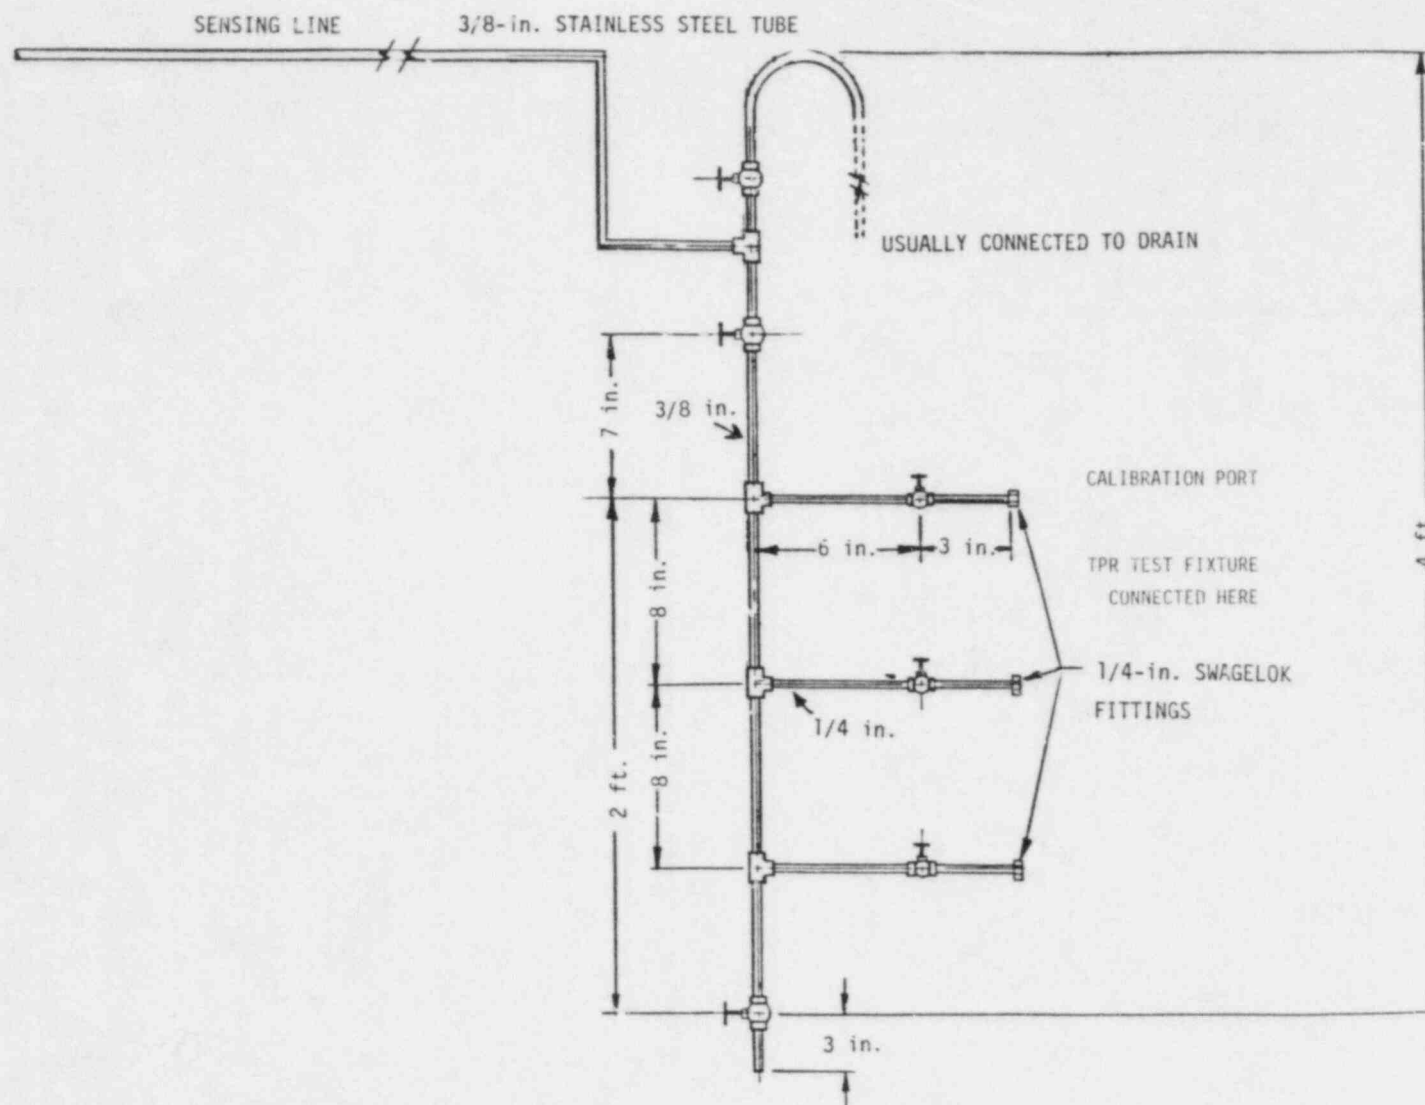 SENSING LINE
3/8-in. STAINLESS STEEL TUBE
USUALLY CONNECTED TO DRAIN
7 in.
3/8 in.
CALIBRATION PORT
6 in.
3 in.
4 ft
TPR TEST FIXTURE
CONNECTED HERE
8 in.
1/4-in. SWAGELOK
FITTINGS
1/4 in.
8 in.
2 ft.
3 in.